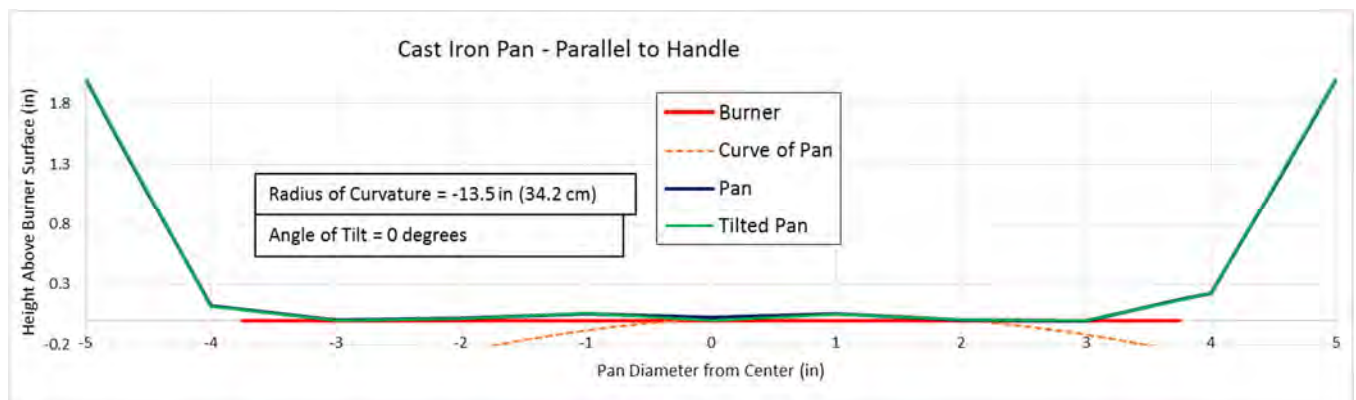 Cast Iron Pan - Parallel to Handle
Height Above Burner Surface (in)
1.8
1.3
0.8
0.3
-0.2
Burner
Curve of Pan
Pan
Tilted Pan
Radius of Curvature = -13.5 in (34.2 cm)
Angle of Tilt = 0 degrees
-5 -4 -3 -2 -1 0 1 2 3 4 5
Pan Diameter from Center (in)